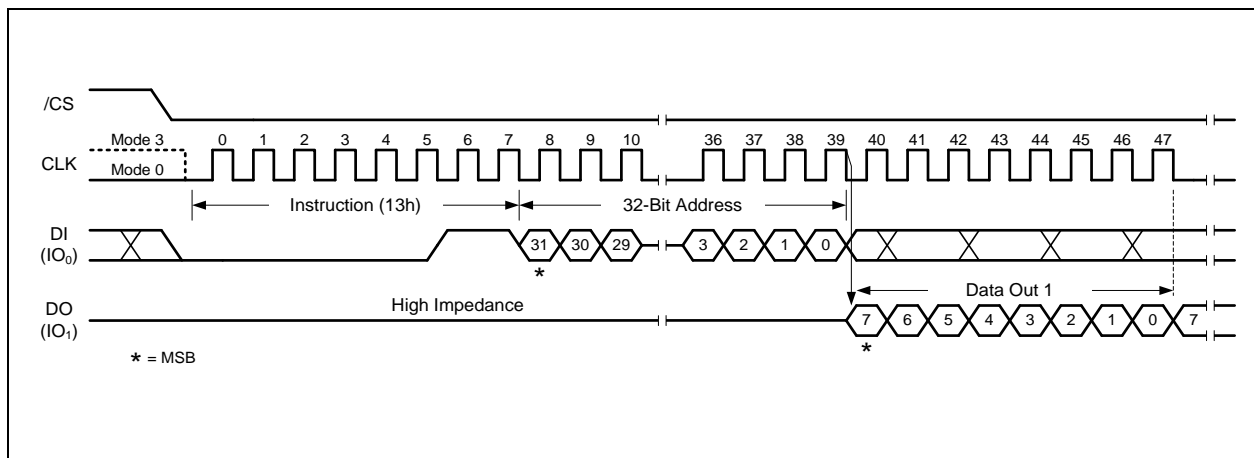 /CS
Mode 3 0 1 2 3 4 5 6 7 8 9 10 36 37 38 39 40 41 42 43 44 45 46 47
CLK Mode 0
Instruction (13h) 32-Bit Address
DI
(IO₀) 31 30 29 3 2 1 0
*
High Impedance Data Out 1
DO
(IO₁) 7 6 5 4 3 2 1 0 7
*
* = MSB